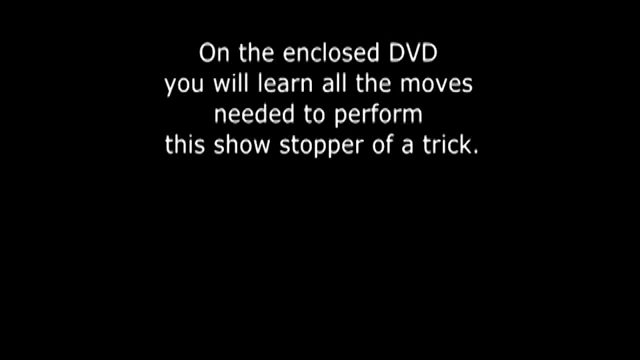 On the enclosed DVD
you will learn all the moves
needed to perform
this show stopper of a trick.